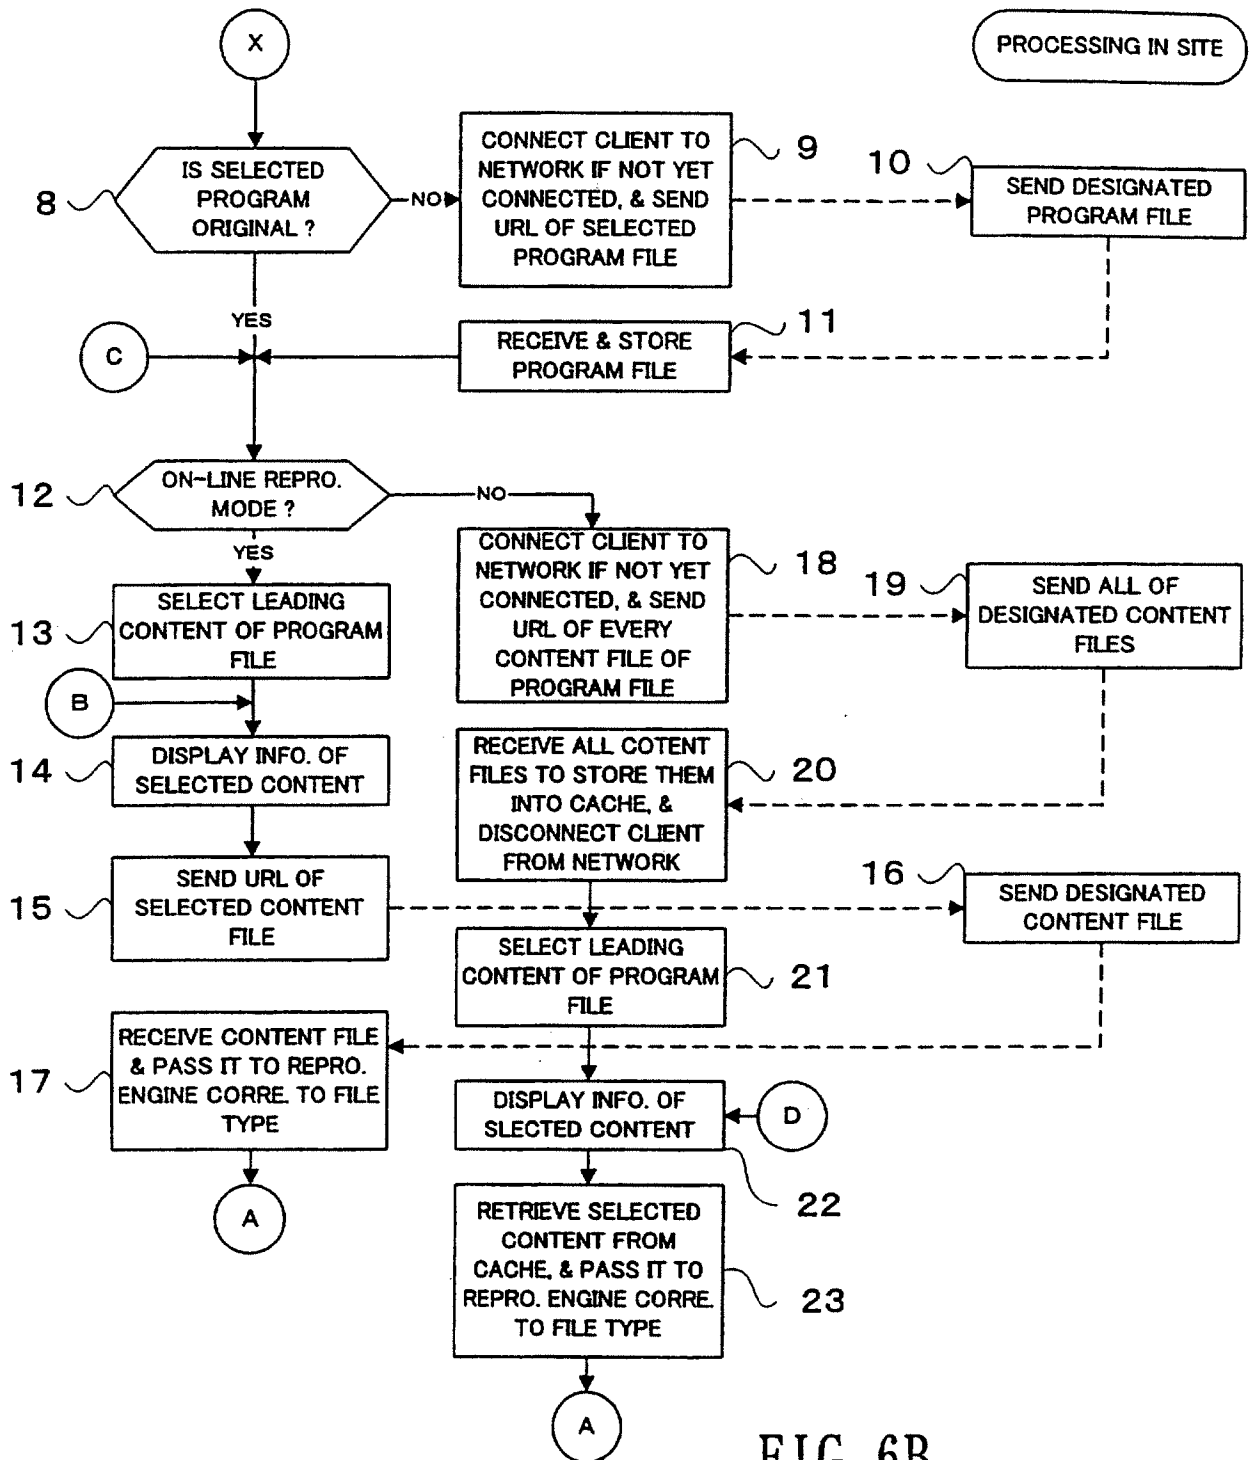 X
PROCESSING IN SITE
8
IS SELECTED
PROGRAM
ORIGINAL ?
NO
CONNECT CLIENT TO
NETWORK IF NOT YET
CONNECTED, & SEND
URL OF SELECTED
PROGRAM FILE
9
10
SEND DESIGNATED
PROGRAM FILE
YES
C
RECEIVE & STORE
PROGRAM FILE
11
12
ON-LINE REPRO.
MODE ?
NO
YES
13
SELECT LEADING
CONTENT OF PROGRAM
FILE
CONNECT CLIENT TO
NETWORK IF NOT YET
CONNECTED, & SEND
URL OF EVERY
CONTENT FILE OF
PROGRAM FILE
18
19
SEND ALL OF
DESIGNATED CONTENT
FILES
B
14
DISPLAY INFO. OF
SELECTED CONTENT
RECEIVE ALL COTENT
FILES TO STORE THEM
INTO CACHE, &
DISCONNECT CLIENT
FROM NETWORK
20
15
SEND URL OF
SELECTED CONTENT
FILE
16
SEND DESIGNATED
CONTENT FILE
SELECT LEADING
CONTENT OF PROGRAM
FILE
21
17
RECEIVE CONTENT FILE
& PASS IT TO REPRO.
ENGINE CORRE. TO FILE
TYPE
DISPLAY INFO. OF
SLECTED CONTENT
D
22
A
RETRIEVE SELECTED
CONTENT FROM
CACHE, & PASS IT TO
REPRO. ENGINE CORRE.
TO FILE TYPE
23
A
FIG. 6B